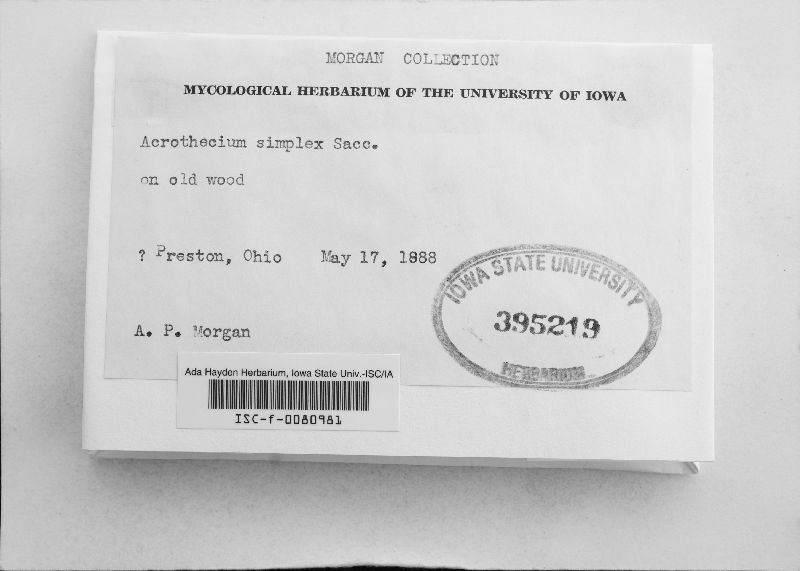 MORGAN COLLECTION
MYCOLOGICAL HERBARIUM OF THE UNIVERSITY OF IOWA
Acrothecium simplex Sacc.
on old wood
? Preston, Ohio May 17, 1888
A. P. Morgan
IOWA STATE UNIVERSITY
395219
HERBARIUM
Ada Hayden Herbarium, Iowa State Univ.-ISC/IA
ISC-f-0080981